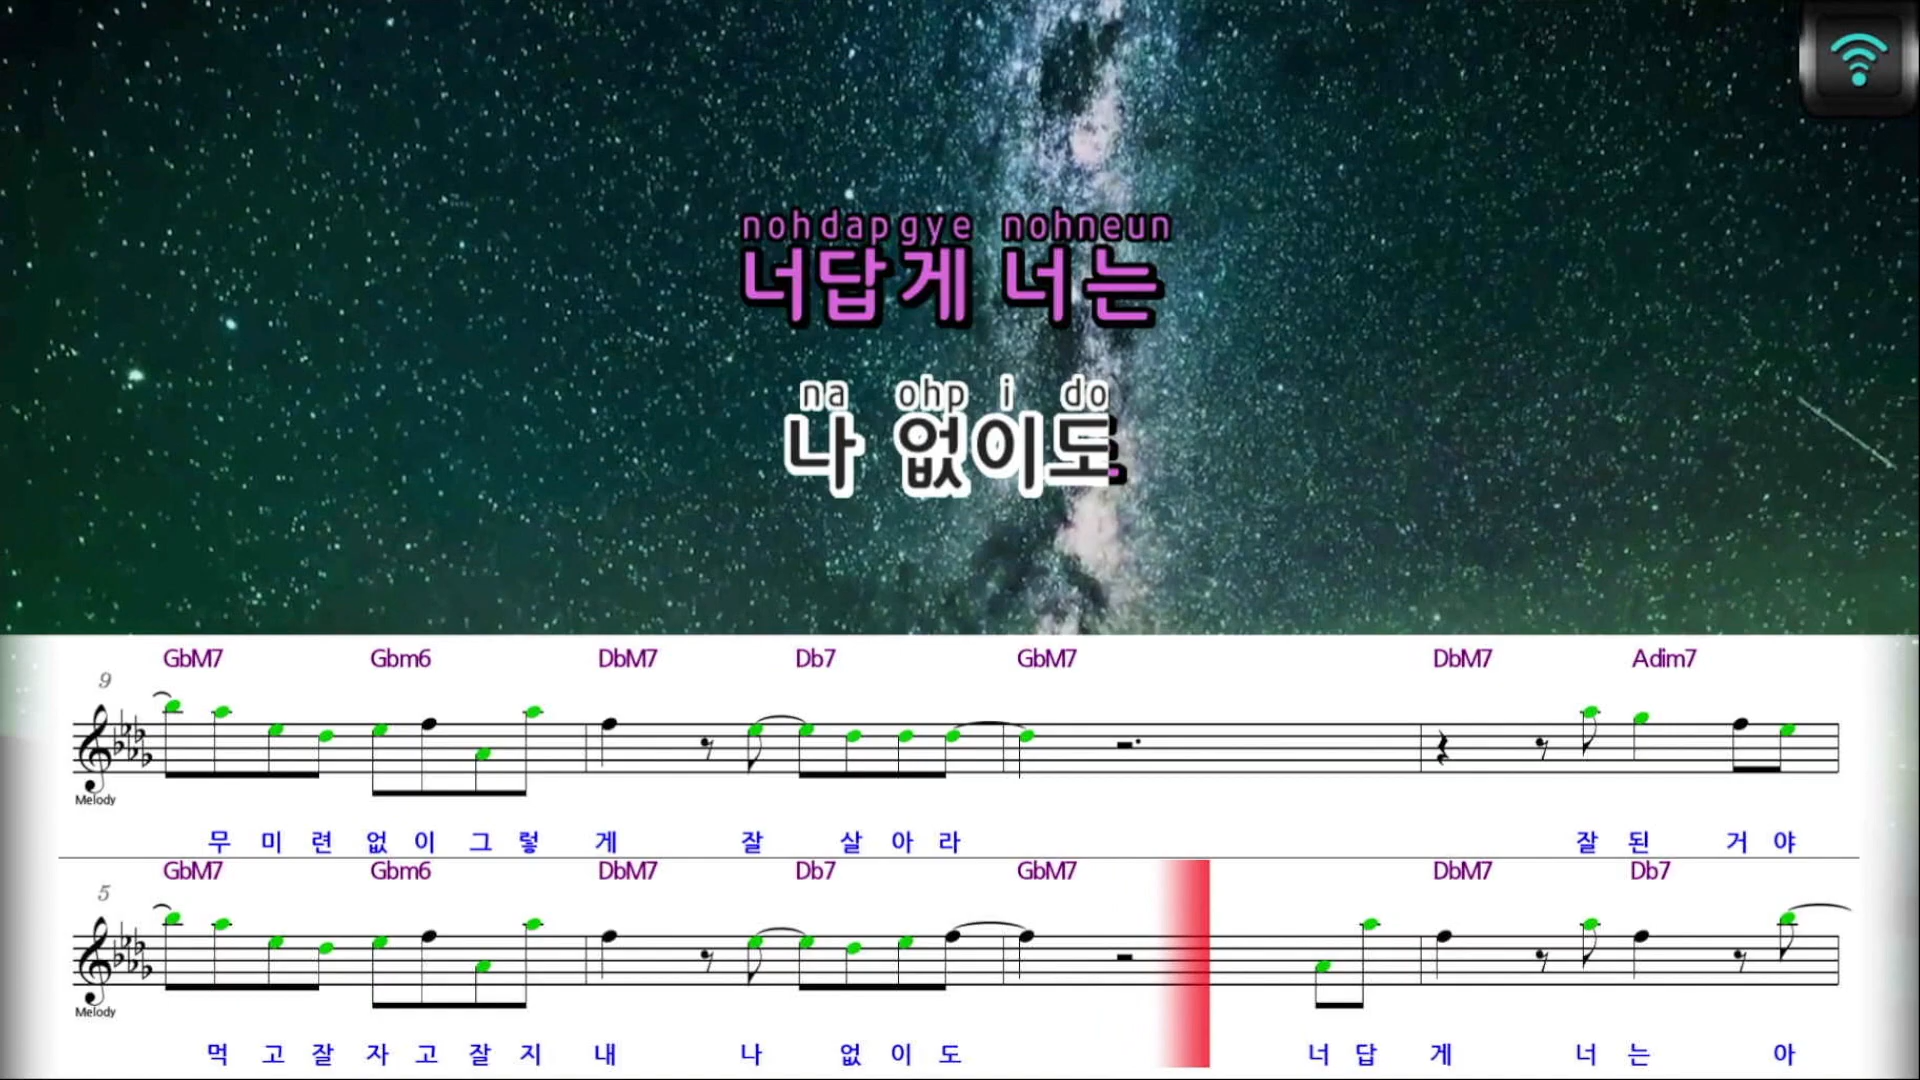 nohdapgye nohneun
너답게 너는
na ohp i do
나 없이도
GbM7 Gbm6 DbM7 Db7 GbM7 DbM7 Adim7
9
Melody
무 미 련 없 이 그 렇 게 잘 살 아 라 잘 된 거 야
GbM7 Gbm6 DbM7 Db7 GbM7 DbM7 Db7
5
Melody
먹 고 잘 자 고 잘 지 내 나 없 이 도 너 답 게 너 는 아